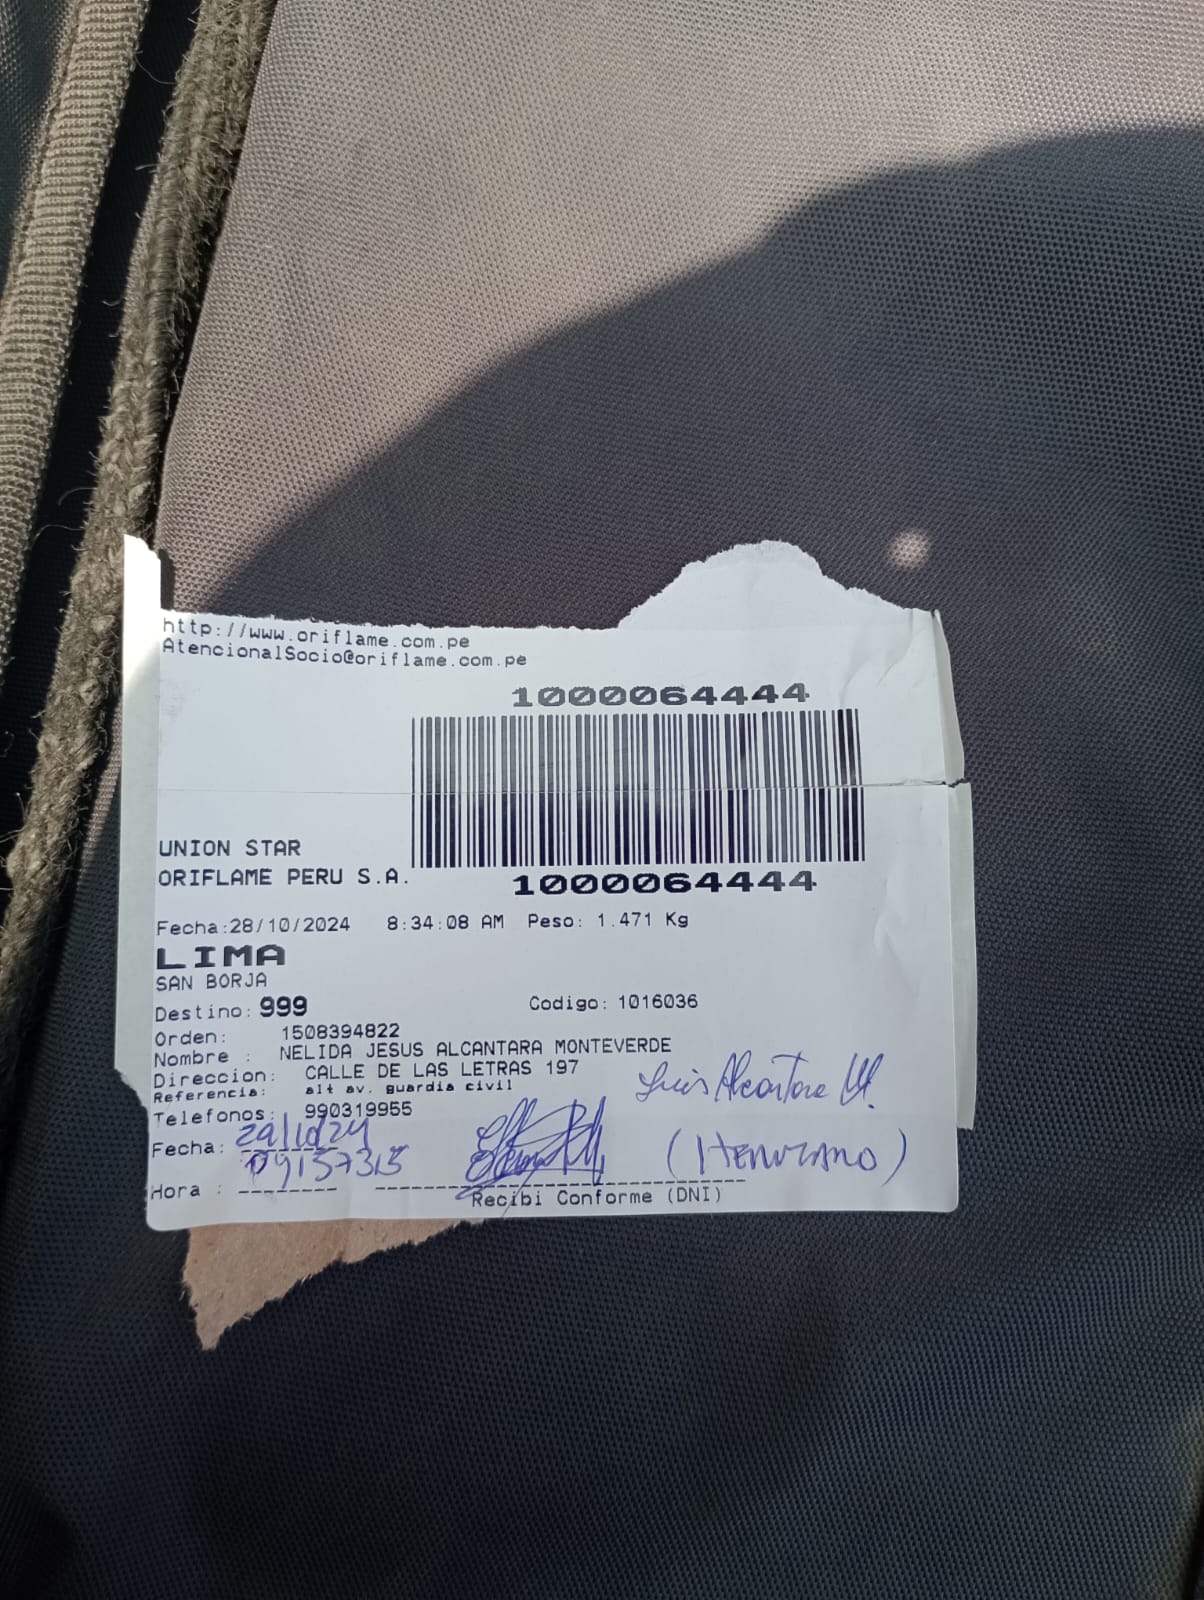 http://www.oriflame.com.pe
AtencionalSocio@oriflame.com.pe
1000064444
UNION STAR
ORIFLAME PERU S.A.
1000064444
Fecha:28/10/2024 8:34:08 AM Peso: 1.471 Kg
LIMA
SAN BORJA
Destino: 999 Codigo: 1016036
Orden: 1508394822
Nombre : NELIDA JESUS ALCANTARA MONTEVERDE
Direccion: CALLE DE LAS LETRAS 197
Referencia: alt av. guardia civil
Luis Alcantara M.
Telefonos: 990319955
Fecha: 29/10/24
09157315
(HERMANO)
Hora :
Recibi Conforme (DNI)